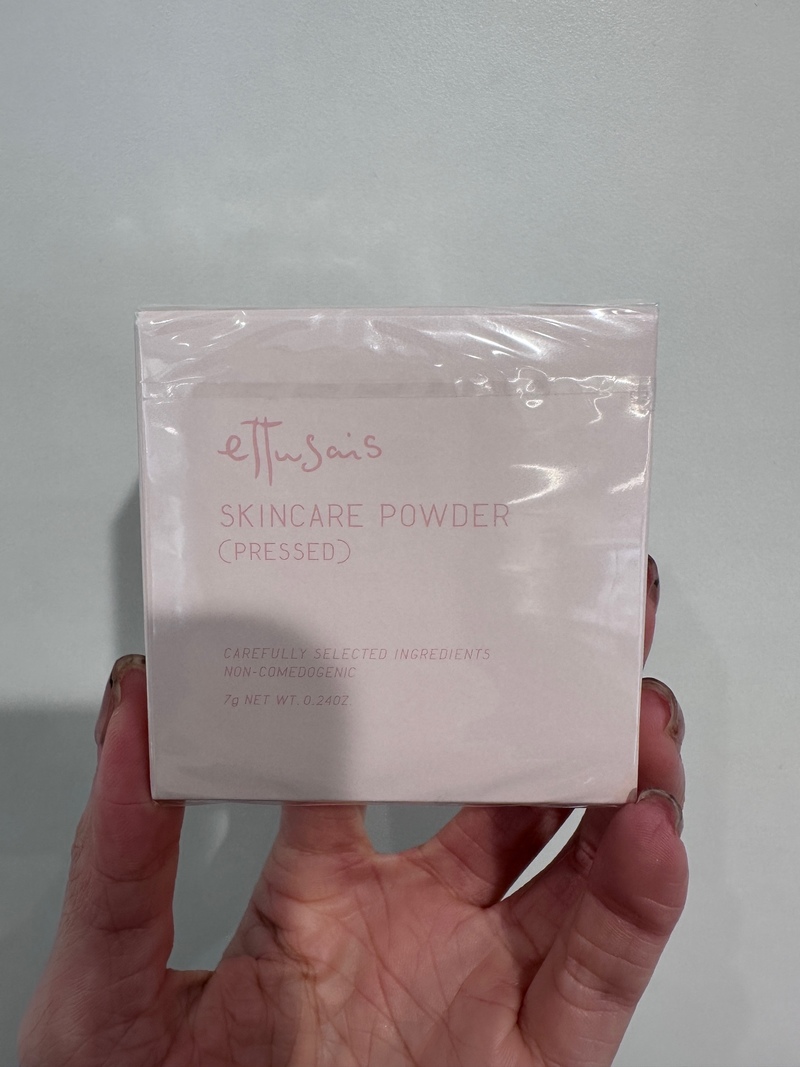 ettusais
SKINCARE POWDER
(PRESSED)
CAREFULLY SELECTED INGREDIENTS
NON-COMEDOGENIC
7g NET WT. 0.24OZ.